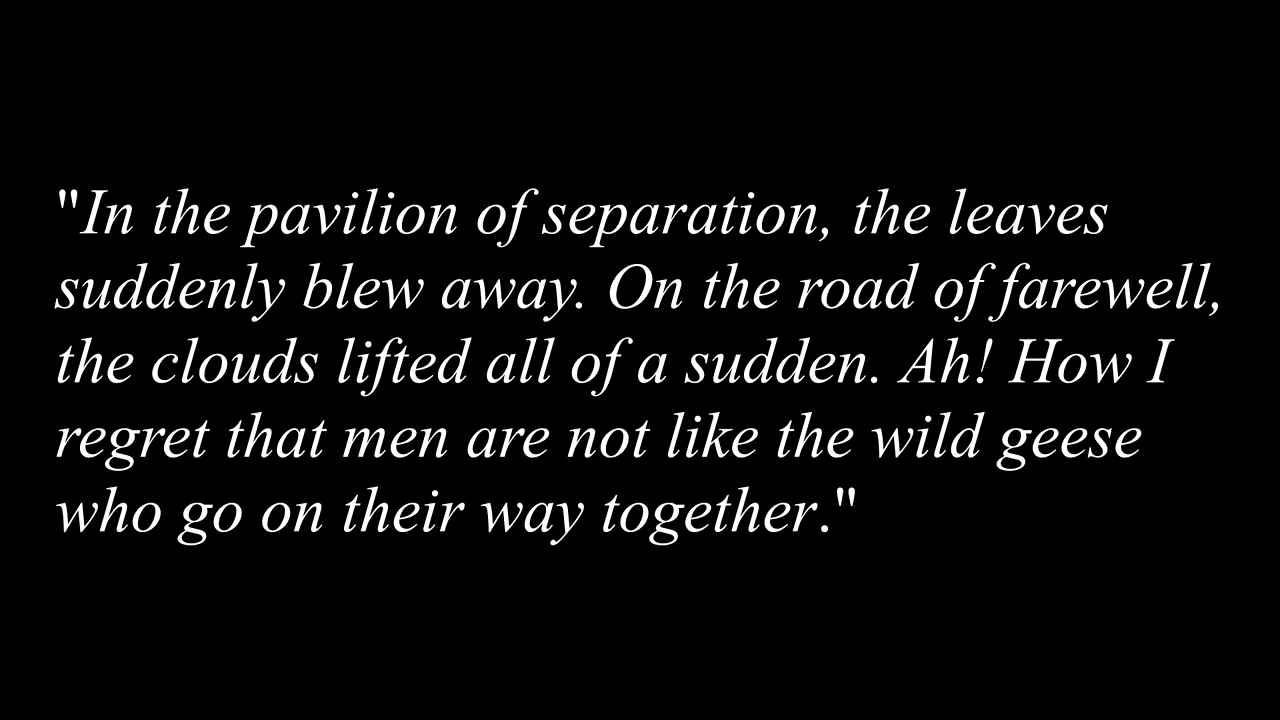 "In the pavilion of separation, the leaves
suddenly blew away. On the road of farewell,
the clouds lifted all of a sudden. Ah! How I
regret that men are not like the wild geese
who go on their way together."